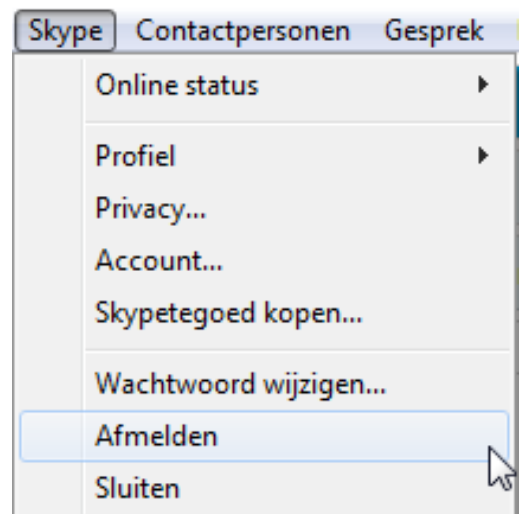 Skype Contactpersonen Gesprek
Online status
Profiel
Privacy...
Account...
Skypetegoed kopen...
Wachtwoord wijzigen...
Afmelden
Sluiten